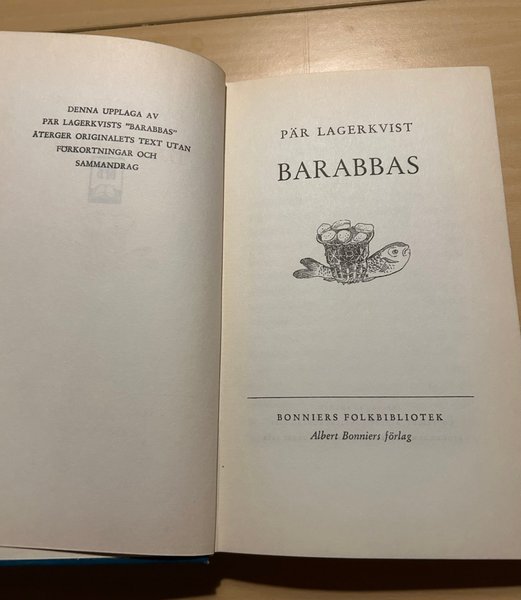 DENNA UPPLAGA AV
PÄR LAGERKVISTS "BARABBAS"
ÅTERGER ORIGINALETS TEXT UTAN
FÖRKORTNINGAR OCH
SAMMANDRAG
PÄR LAGERKVIST
BARABBAS
BONNIERS FOLKBIBLIOTEK
Albert Bonniers förlag